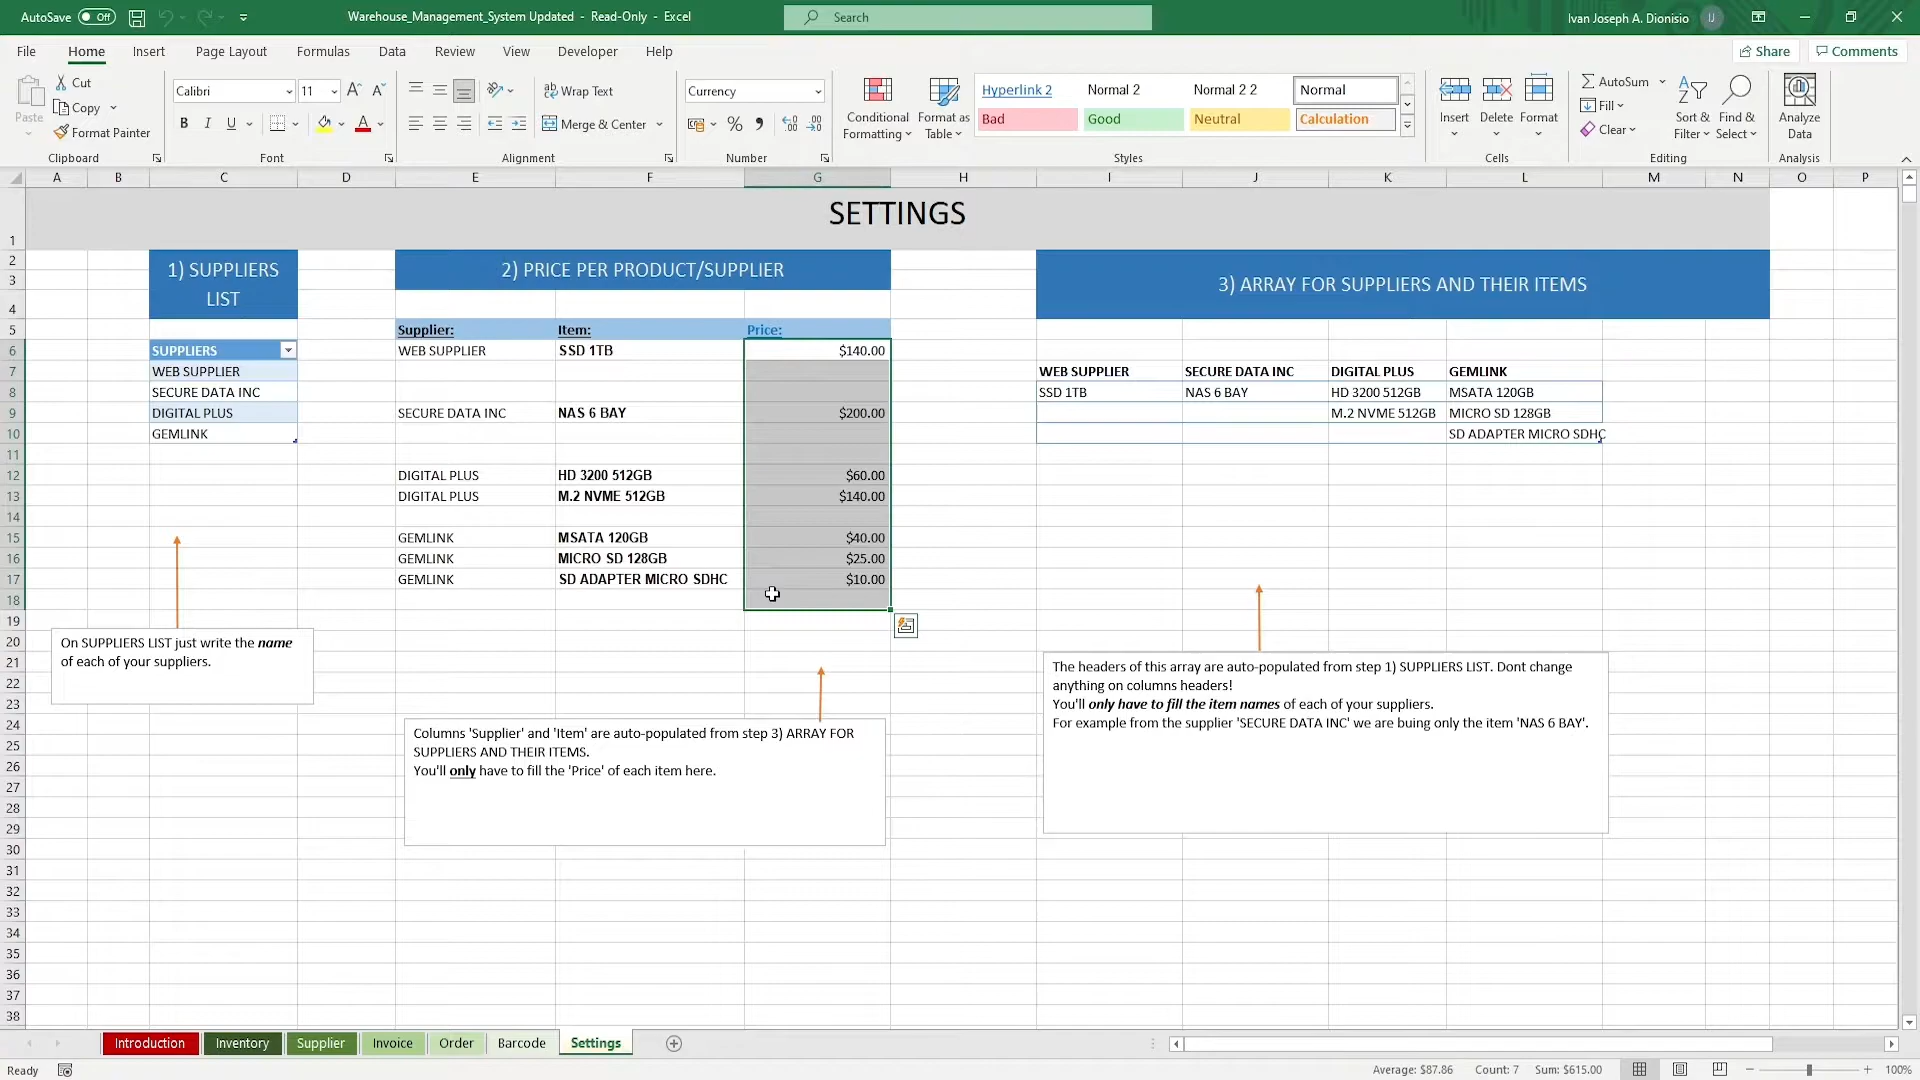 AutoSave Off Warehouse_Management_System Updated - Read-Only - Excel Search Ivan Joseph A. Dionisio IJ
File Home Insert Page Layout Formulas Data Review View Developer Help Share Comments
Paste Cut Copy Format Painter
Calibri 11
B I U
Wrap Text
Merge & Center
Currency
Conditional Formatting
Format as Table
Hyperlink 2 Normal 2 Normal 2 2 Normal
Bad Good Neutral Calculation
Insert Delete Format
AutoSum
Fill
Clear
Sort & Filter
Find & Select
Analyze Data
Clipboard Font Alignment Number Styles Cells Editing Analysis
A B C D E F G H I J K L M N O P
1 2 3 4 5 6 7 8 9 10 11 12 13 14 15 16 17 18 19 20 21 22 23 24 25 26 27 28 29 30 31 32 33 34 35 36 37 38
SETTINGS
1) SUPPLIERS
LIST
SUPPLIERS
WEB SUPPLIER
SECURE DATA INC
DIGITAL PLUS
GEMLINK
On SUPPLIERS LIST just write the name
of each of your suppliers.
2) PRICE PER PRODUCT/SUPPLIER
Supplier: Item: Price:
WEB SUPPLIER SSD 1TB $140.00
SECURE DATA INC NAS 6 BAY $200.00
DIGITAL PLUS HD 3200 512GB $60.00
DIGITAL PLUS M.2 NVME 512GB $140.00
GEMLINK MSATA 120GB $40.00
GEMLINK MICRO SD 128GB $25.00
GEMLINK SD ADAPTER MICRO SDHC $10.00
Columns 'Supplier' and 'Item' are auto-populated from step 3) ARRAY FOR
SUPPLIERS AND THEIR ITEMS.
You'll only have to fill the 'Price' of each item here.
3) ARRAY FOR SUPPLIERS AND THEIR ITEMS
WEB SUPPLIER SECURE DATA INC DIGITAL PLUS GEMLINK
SSD 1TB NAS 6 BAY HD 3200 512GB MSATA 120GB
M.2 NVME 512GB MICRO SD 128GB
SD ADAPTER MICRO SDHC
The headers of this array are auto-populated from step 1) SUPPLIERS LIST. Dont change
anything on columns headers!
You'll only have to fill the item names of each of your suppliers.
For example from the supplier 'SECURE DATA INC' we are buing only the item 'NAS 6 BAY'.
Introduction Inventory Supplier Invoice Order Barcode Settings
Ready Average: $87.86 Count: 7 Sum: $615.00 100%